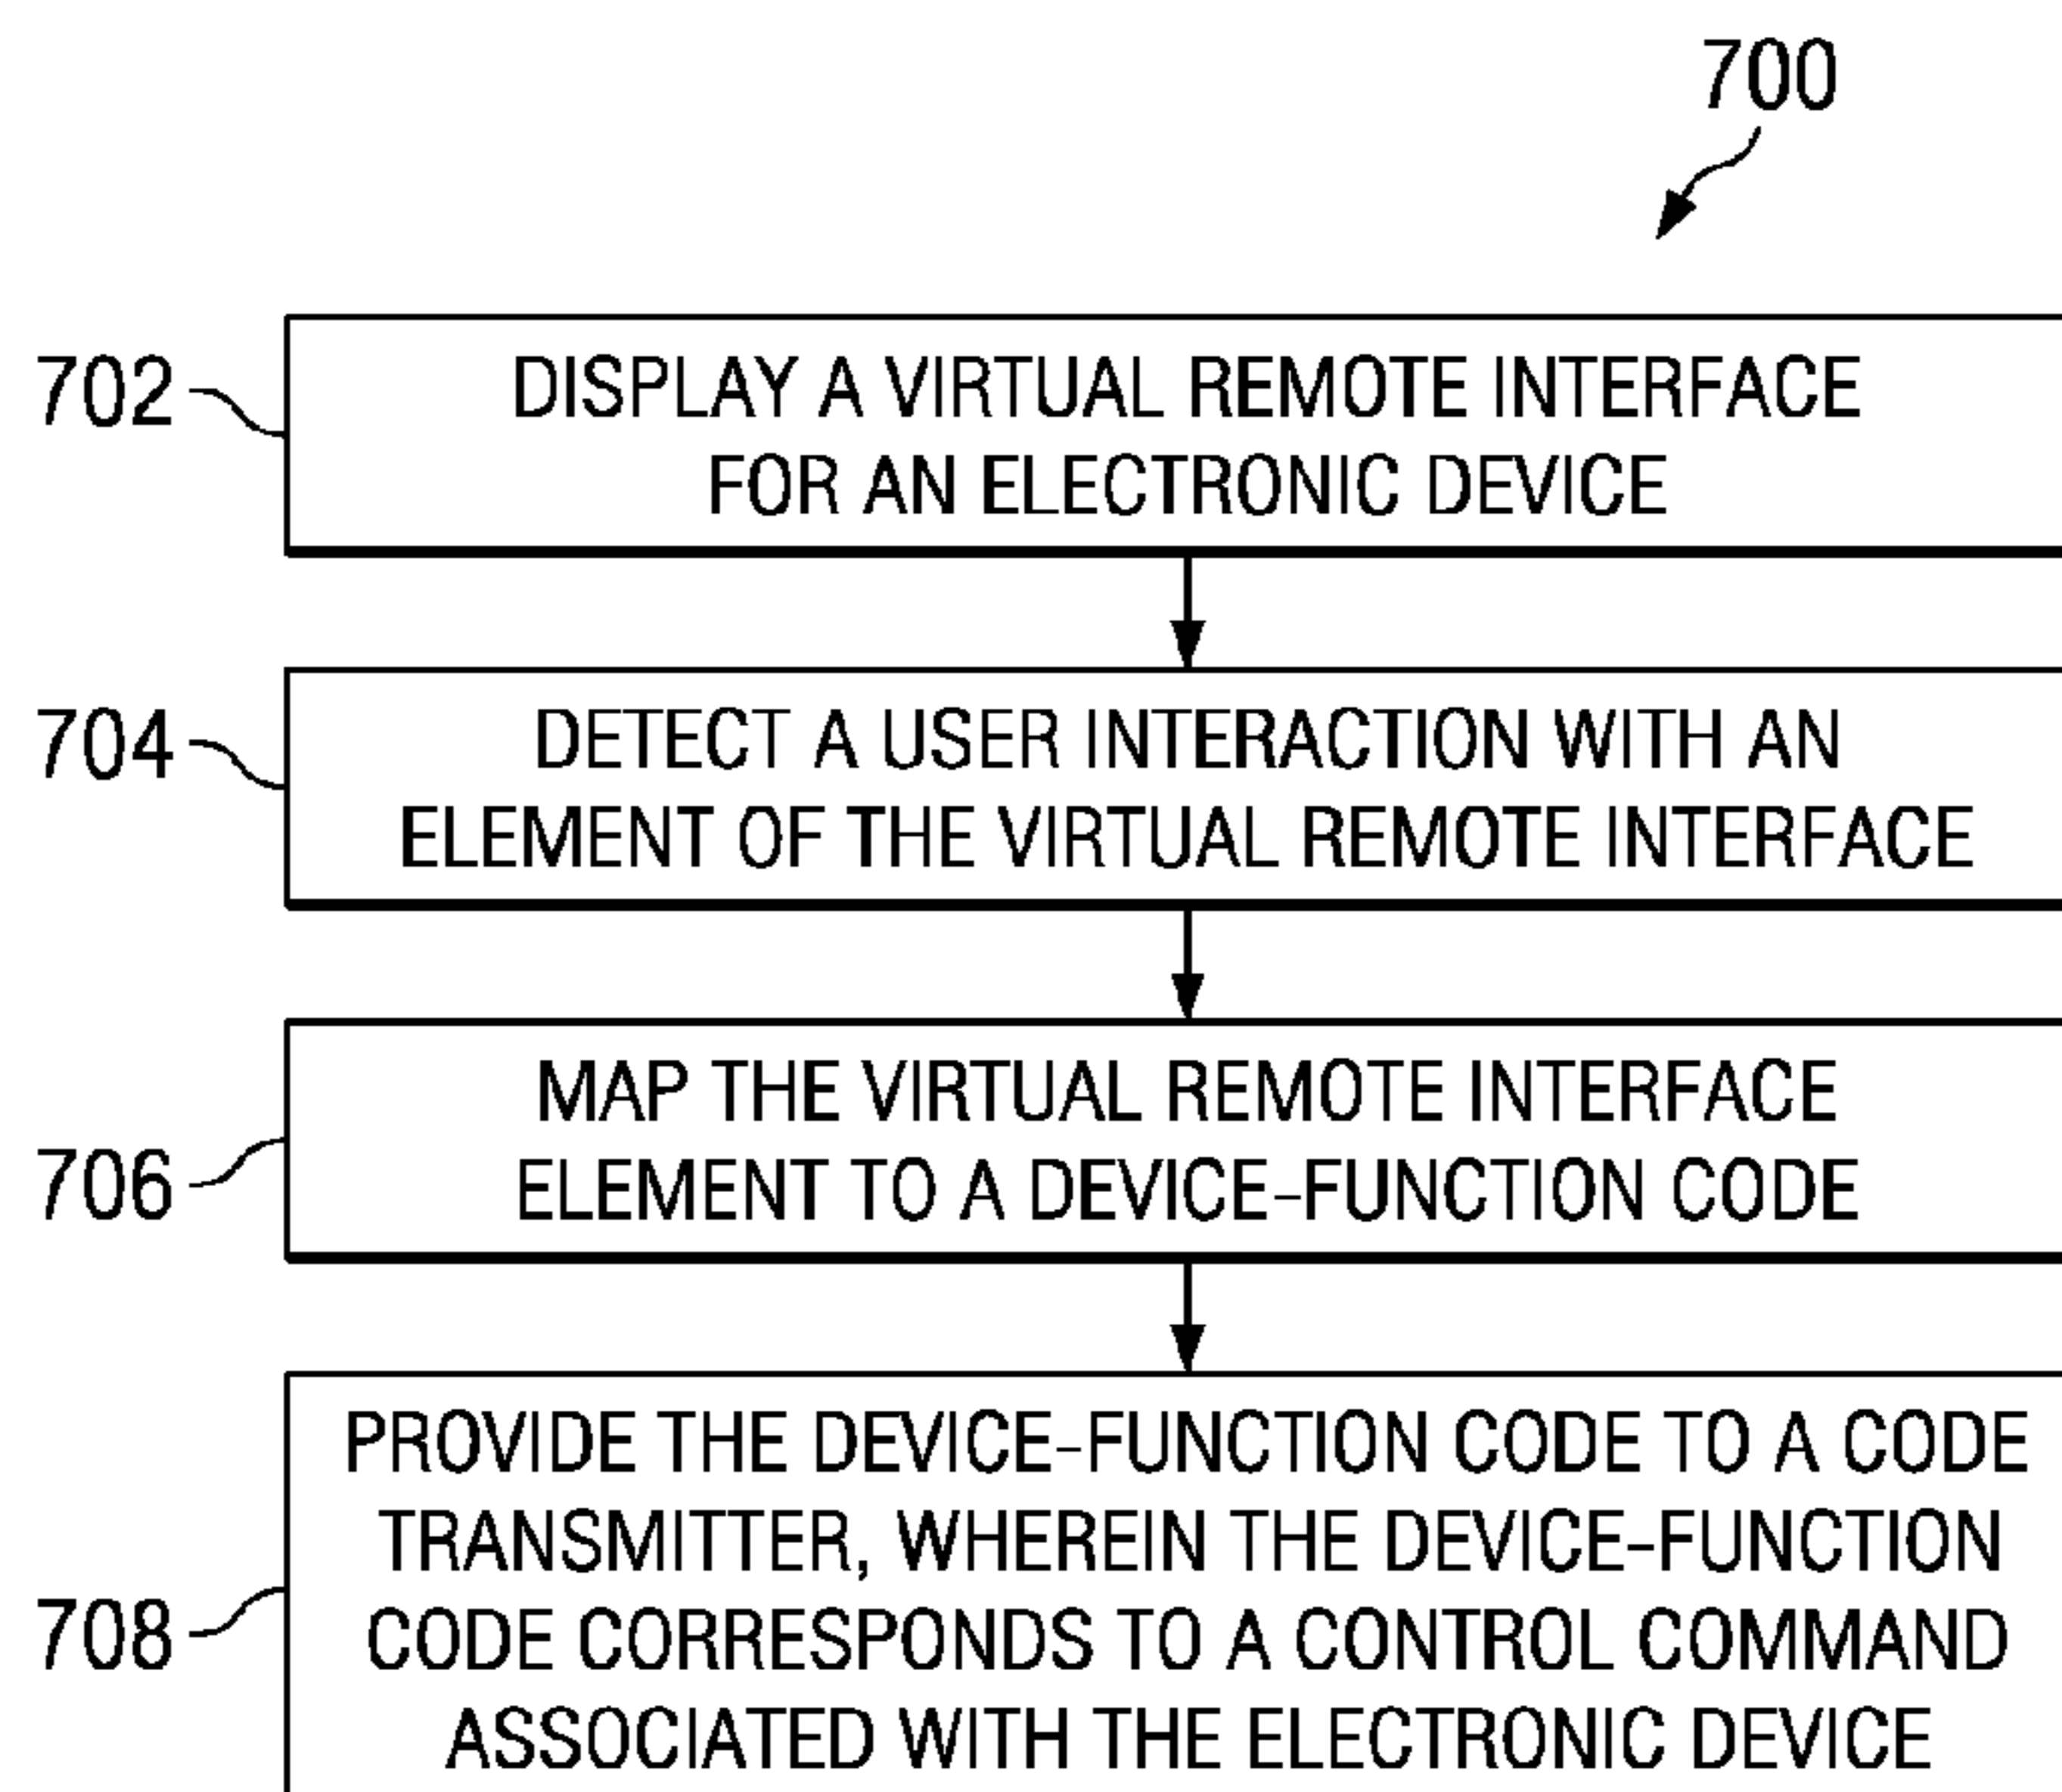 700
702
DISPLAY A VIRTUAL REMOTE INTERFACE
FOR AN ELECTRONIC DEVICE
704
DETECT A USER INTERACTION WITH AN
ELEMENT OF THE VIRTUAL REMOTE INTERFACE
706
MAP THE VIRTUAL REMOTE INTERFACE
ELEMENT TO A DEVICE-FUNCTION CODE
708
PROVIDE THE DEVICE-FUNCTION CODE TO A CODE
TRANSMITTER, WHEREIN THE DEVICE-FUNCTION
CODE CORRESPONDS TO A CONTROL COMMAND
ASSOCIATED WITH THE ELECTRONIC DEVICE